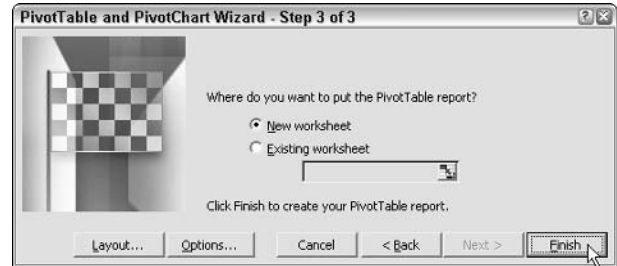 PivotTable and PivotChart Wizard - Step 3 of 3
Where do you want to put the PivotTable report?
New worksheet
Existing worksheet
Click Finish to create your PivotTable report.
Layout... Options... Cancel < Back Next > Finish